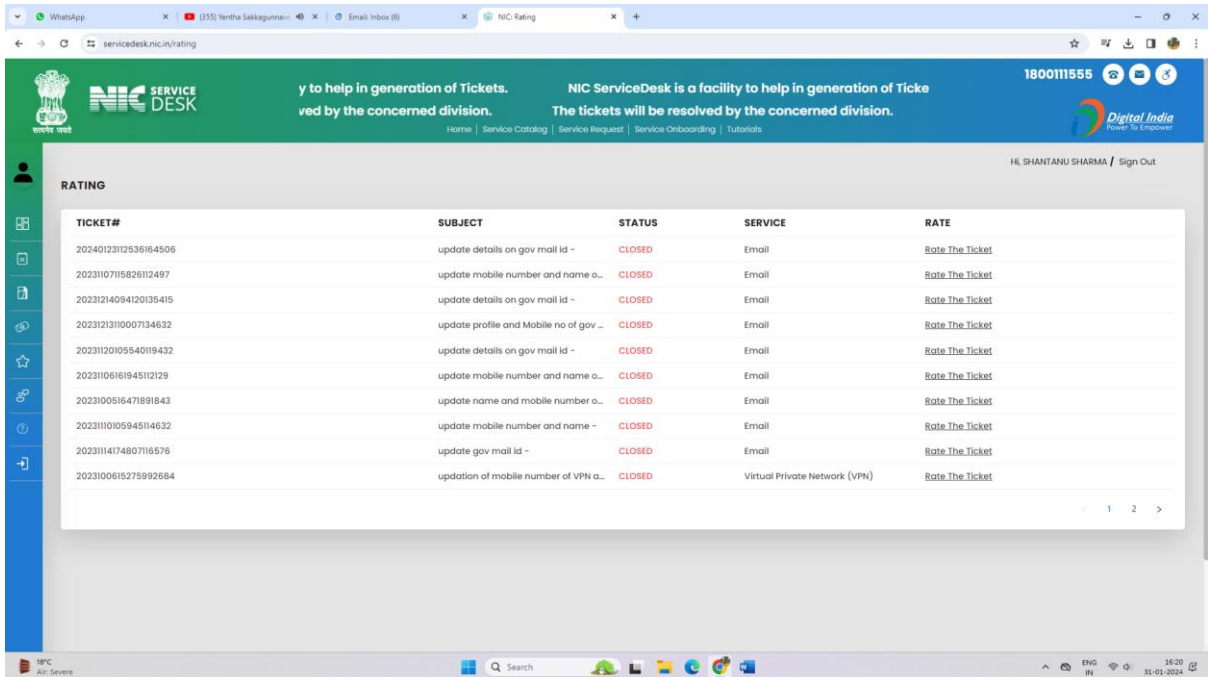 WhatsApp
(355) Yentha Sakkagunnav
Email: Inbox (6)
NIC: Rating
servicedesk.nic.in/rating
सत्यमेव जयते
NIC SERVICE DESK
y to help in generation of Tickets. NIC ServiceDesk is a facility to help in generation of Ticke
ved by the concerned division. The tickets will be resolved by the concerned division.
Home | Service Catalog | Service Request | Service Onboarding | Tutorials
1800111555
Digital India
Power To Empower
Hi, SHANTANU SHARMA / Sign Out
RATING
TICKET# SUBJECT STATUS SERVICE RATE
20240123112536164506 update details on gov mail id - CLOSED Email Rate The Ticket
20231107115826112497 update mobile number and name o... CLOSED Email Rate The Ticket
20231214094120135415 update details on gov mail id - CLOSED Email Rate The Ticket
20231213110007134632 update profile and Mobile no of gov ... CLOSED Email Rate The Ticket
20231120105540119432 update details on gov mail id - CLOSED Email Rate The Ticket
20231106161945112129 update mobile number and name o... CLOSED Email Rate The Ticket
2023100516471891843 update name and mobile number o... CLOSED Email Rate The Ticket
20231110105945114632 update mobile number and name - CLOSED Email Rate The Ticket
20231114174807116576 update gov mail id - CLOSED Email Rate The Ticket
2023100615275992684 updation of mobile number of VPN a... CLOSED Virtual Private Network (VPN) Rate The Ticket
< 1 2 >
18°C
Air: Severe
Search
ENG
IN
16:20
31-01-2024